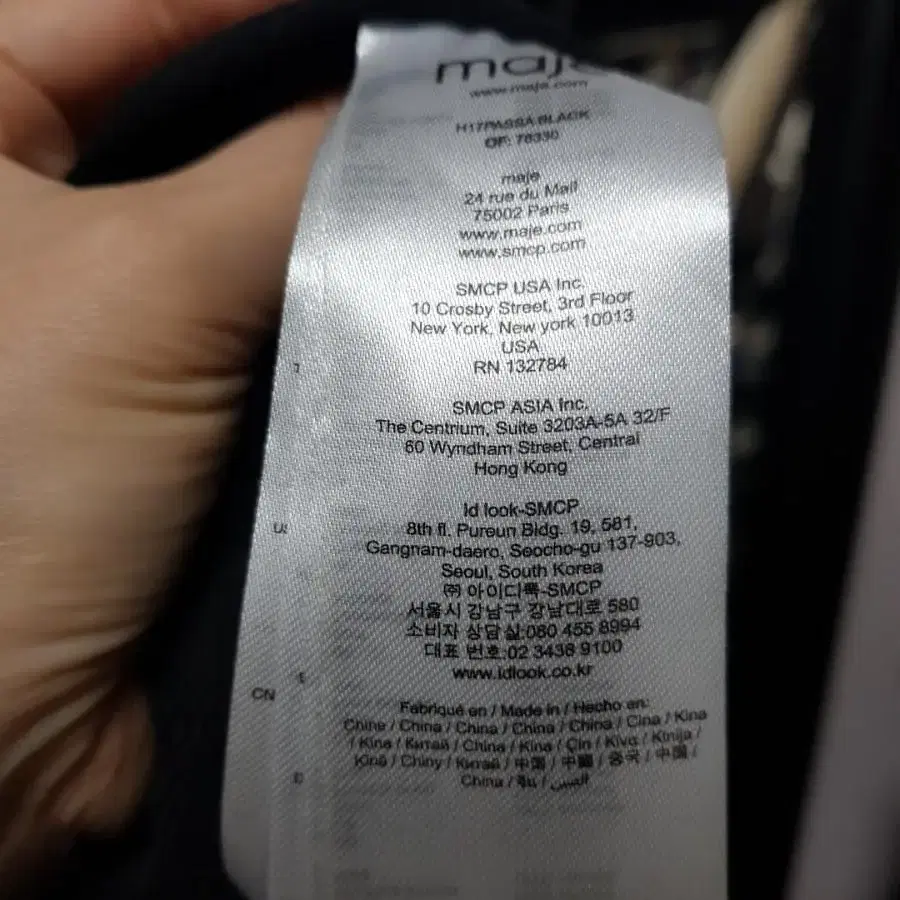 maje
www.maje.com
H17PASSA BLACK
OF: 78330
maje
24 rue du Mail
75002 Paris
www.maje.com
www.smcp.com
SMCP USA Inc.
10 Crosby Street, 3rd Floor
New York, New york 10013
USA
RN 132784
SMCP ASIA Inc.
The Centrium, Suite 3203A-5A 32/F
60 Wyndham Street, Central
Hong Kong
Id look-SMCP
8th fl. Pureun Bldg. 19, 581,
Gangnam-daero, Seocho-gu 137-903,
Seoul, South Korea
㈜ 아이디룩-SMCP
서울시 강남구 강남대로 580
소비자 상담실:080 455 8994
대표 번호:02 3438 9100
www.idlook.co.kr
CN
Fabriqué en / Made in / Hecho en:
Chine / China / China / China / China / Cina / Kina
/ Kina / Китай / China / Kina / Çin / Kiva / Kitnija /
Kína / Chiny / Китай / 中国 / 中國 / 중국 / 中国 /
China / จีน / الصين